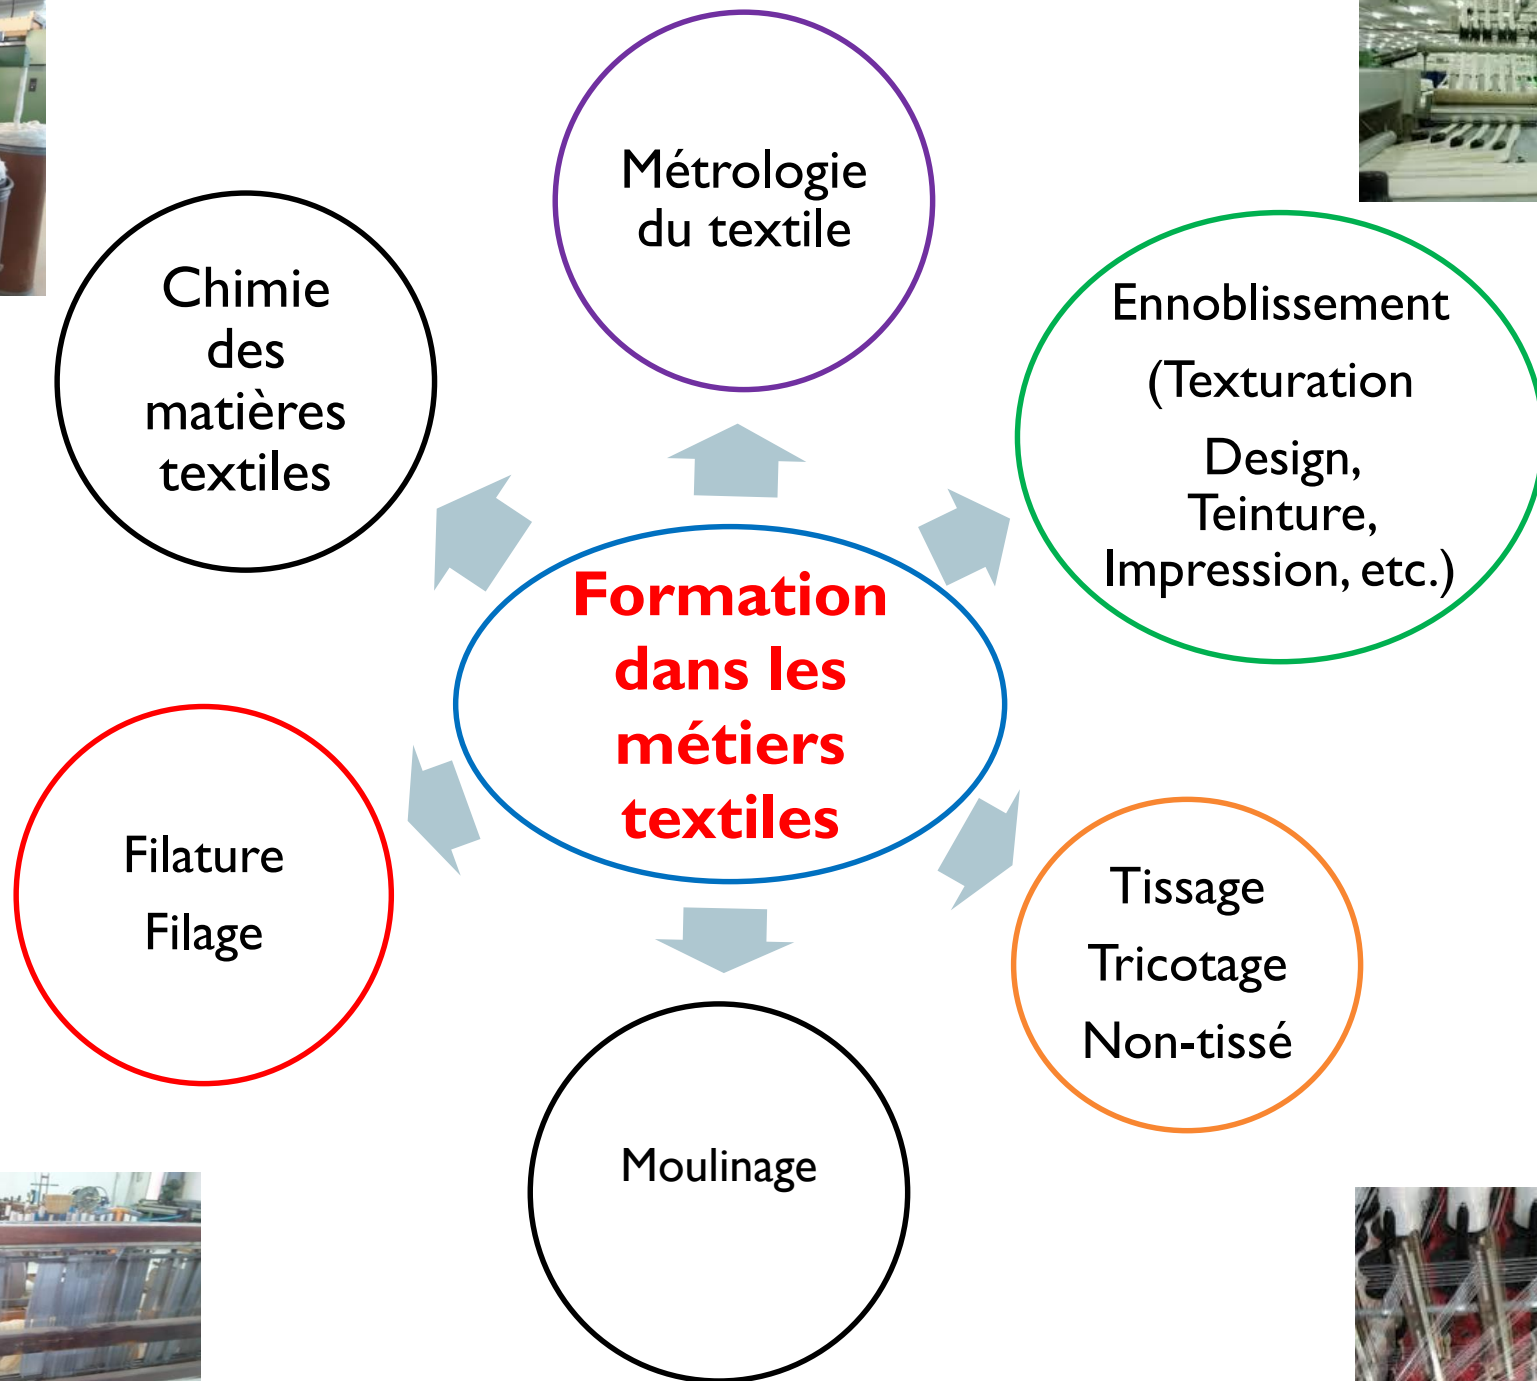 Métrologie
du textile
Chimie
des
matières
textiles
Ennoblissement
(Texturation
Design,
Teinture,
Impression, etc.)
Formation
dans les
métiers
textiles
Filature
Filage
Tissage
Tricotage
Non-tissé
Moulinage